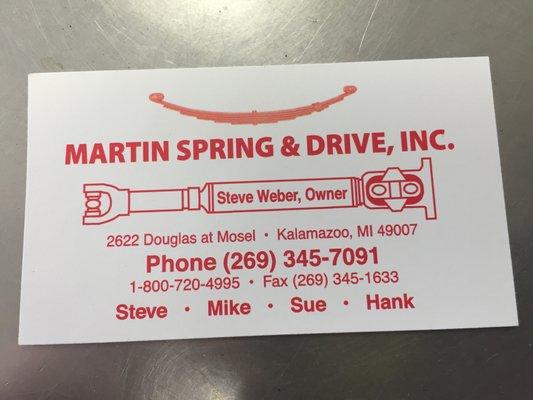 MARTIN SPRING & DRIVE, INC.
Steve Weber, Owner
2622 Douglas at Mosel • Kalamazoo, MI 49007
Phone (269) 345-7091
1-800-720-4995 • Fax (269) 345-1633
Steve • Mike • Sue • Hank